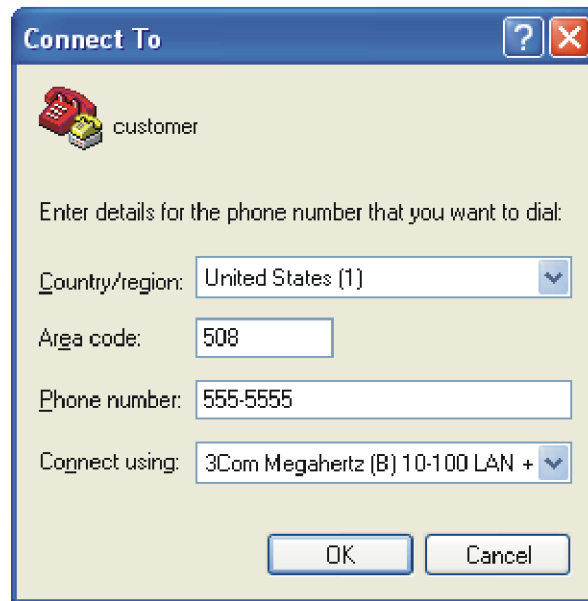 Connect To
customer
Enter details for the phone number that you want to dial:
Country/region: United States (1)
Area code: 508
Phone number: 555-5555
Connect using: 3Com Megahertz (B) 10-100 LAN +
OK Cancel